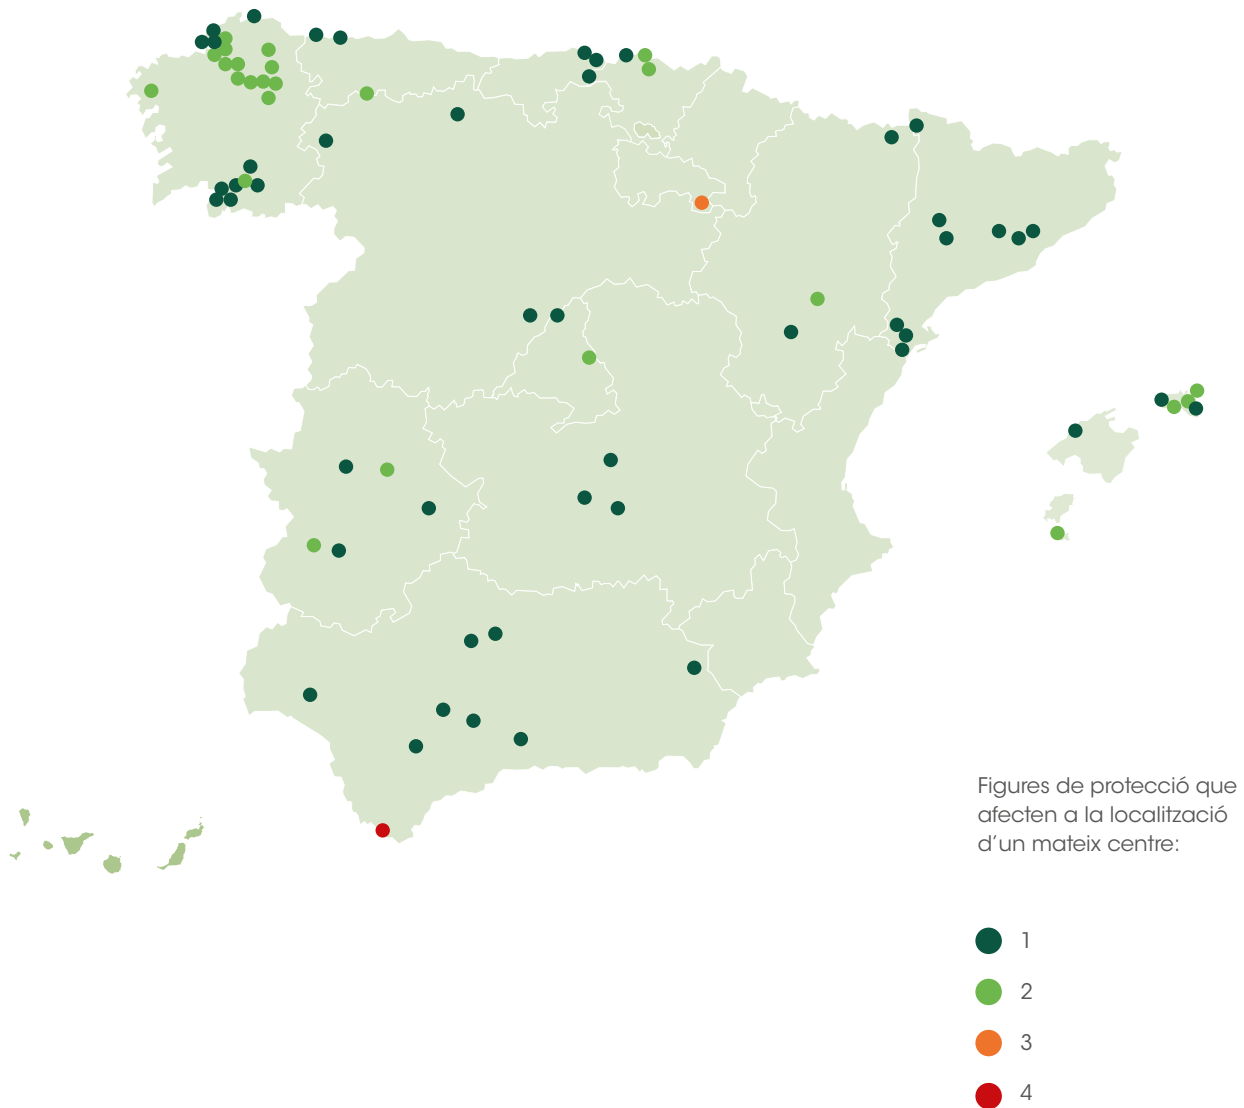 Figures de protecció que
afecten a la localització
d’un mateix centre:
1
2
3
4